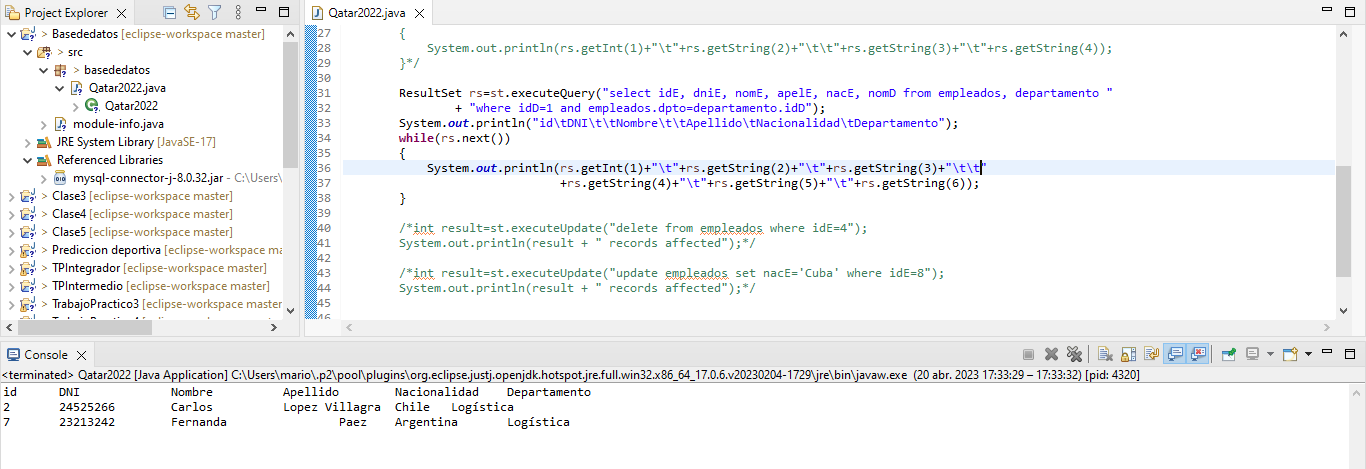 Project Explorer
Basededatos [eclipse-workspace master]
> src
> basededatos
Qatar2022.java
Qatar2022
module-info.java
JRE System Library [JavaSE-17]
Referenced Libraries
mysql-connector-j-8.0.32.jar - C:\Users\
> Clase3 [eclipse-workspace master]
> Clase4 [eclipse-workspace master]
> Clase5 [eclipse-workspace master]
> Prediccion deportiva [eclipse-workspace ma
> TPIntegrador [eclipse-workspace master]
> TPIntermedio [eclipse-workspace master]
> TrabajoPractico3 [eclipse-workspace master]
Qatar2022.java
27 {
28 System.out.println(rs.getInt(1)+"\t"+rs.getString(2)+"\t\t"+rs.getString(3)+"\t"+rs.getString(4));
29 }*/
30
31 ResultSet rs=st.executeQuery("select idE, dniE, nomE, apelE, nacE, nomD from empleados, departamento "
32 + "where idD=1 and empleados.dpto=departamento.idD");
33 System.out.println("id\tDNI\t\tNombre\t\tApellido\tNacionalidad\tDepartamento");
34 while(rs.next())
35 {
36 System.out.println(rs.getInt(1)+"\t"+rs.getString(2)+"\t"+rs.getString(3)+"\t\t"
37 +rs.getString(4)+"\t"+rs.getString(5)+"\t"+rs.getString(6));
38 }
39
40 /*int result=st.executeUpdate("delete from empleados where idE=4");
41 System.out.println(result + " records affected");*/
42
43 /*int result=st.executeUpdate("update empleados set nacE='Cuba' where idE=8");
44 System.out.println(result + " records affected");*/
45
46
Console
<terminated> Qatar2022 [Java Application] C:\Users\mario\.p2\pool\plugins\org.eclipse.justj.openjdk.hotspot.jre.full.win32.x86_64_17.0.6.v20230204-1729\jre\bin\javaw.exe (20 abr. 2023 17:33:29 – 17:33:32) [pid: 4320]
id DNI Nombre Apellido Nacionalidad Departamento
2 24525266 Carlos Lopez Villagra Chile Logística
7 23213242 Fernanda Paez Argentina Logística